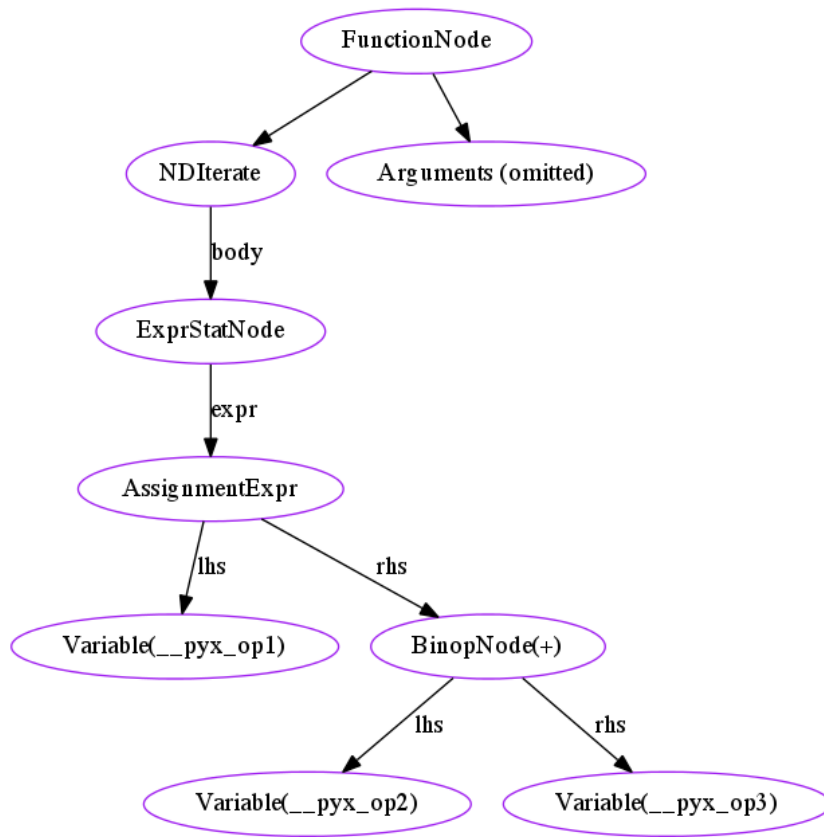 FunctionNode
NDIterate
Arguments (omitted)
body
ExprStatNode
expr
AssignmentExpr
lhs
rhs
Variable(__pyx_op1)
BinopNode(+)
lhs
rhs
Variable(__pyx_op2)
Variable(__pyx_op3)